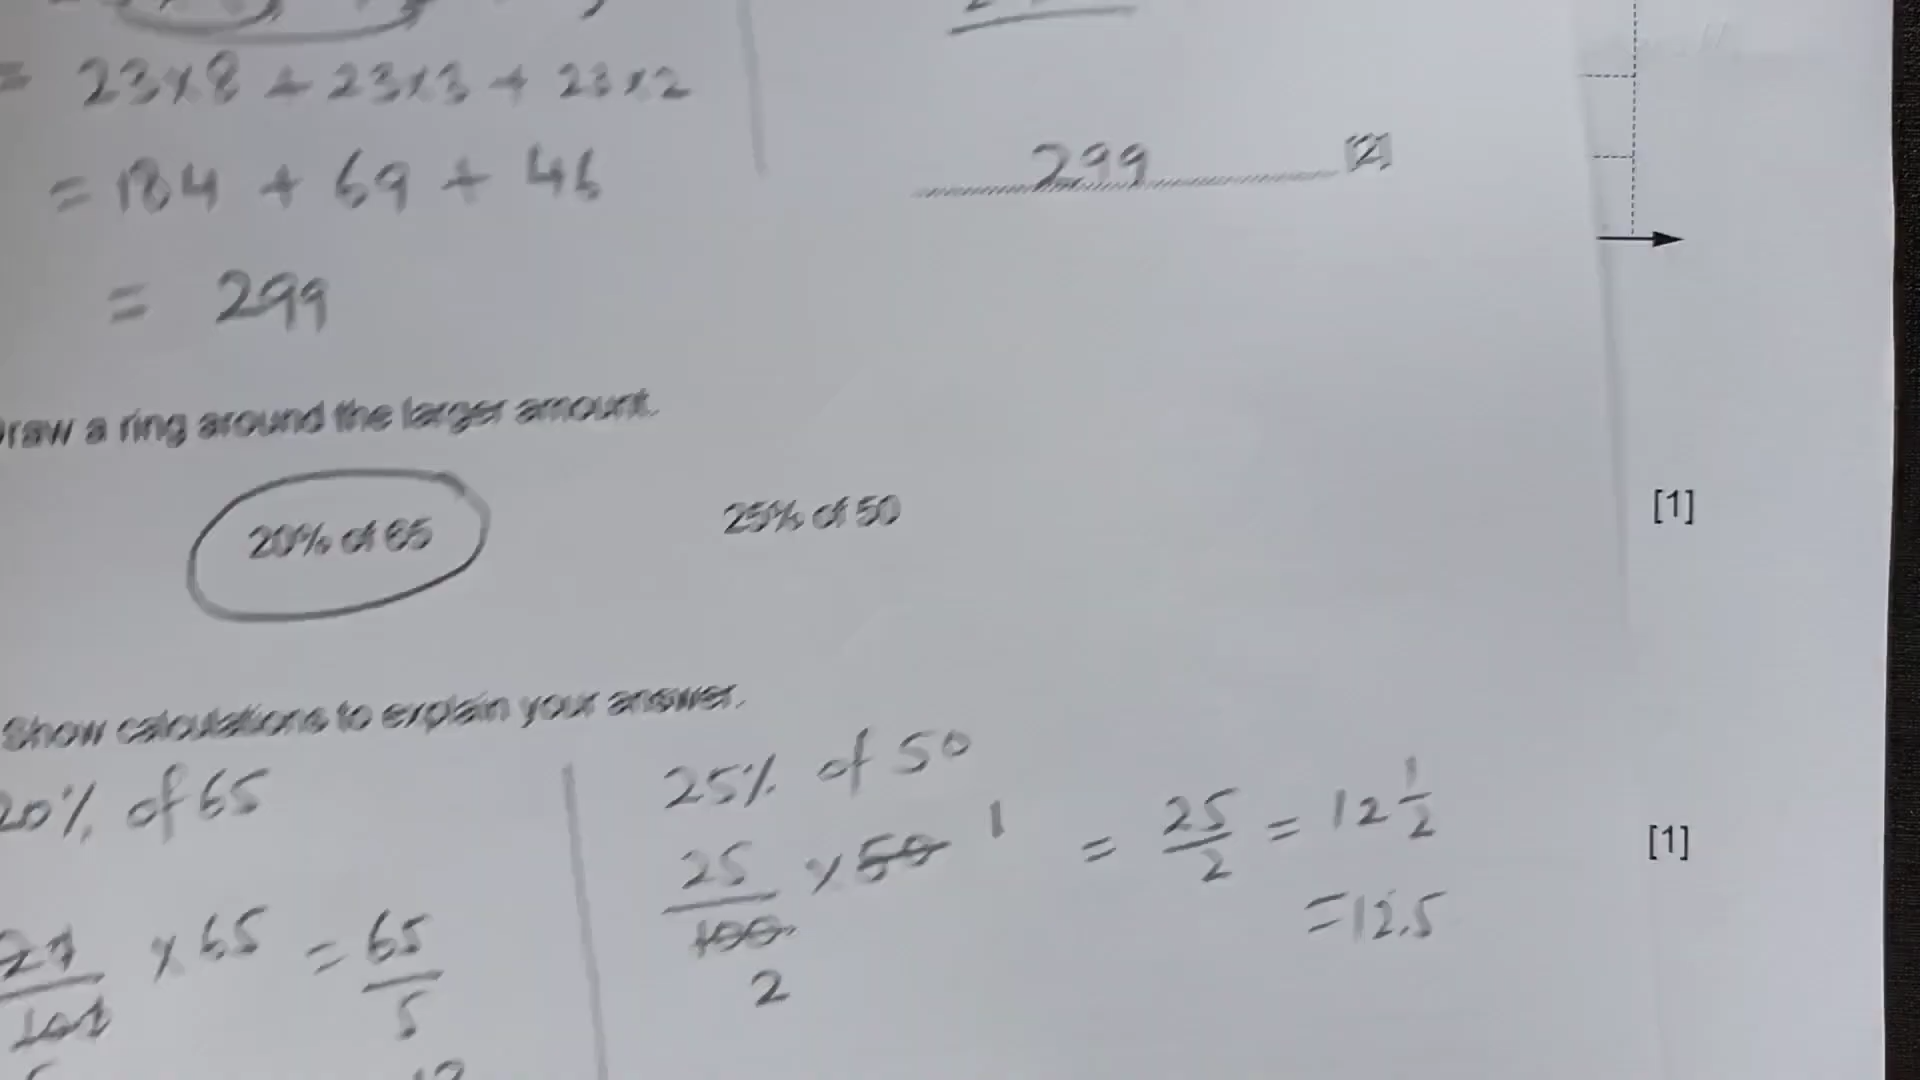 = 23×8 + 23×3 + 23×2
= 184 + 69 + 46
= 299
299 [2]
raw a ring around the larger amount.
20% of 65 25% of 50 [1]
Show calculations to explain your answer.
20% of 65
× 65 = 65/5
25% of 50
25/100 × 50 1 = 25/2 = 12 1/2
2
= 12.5
[1]